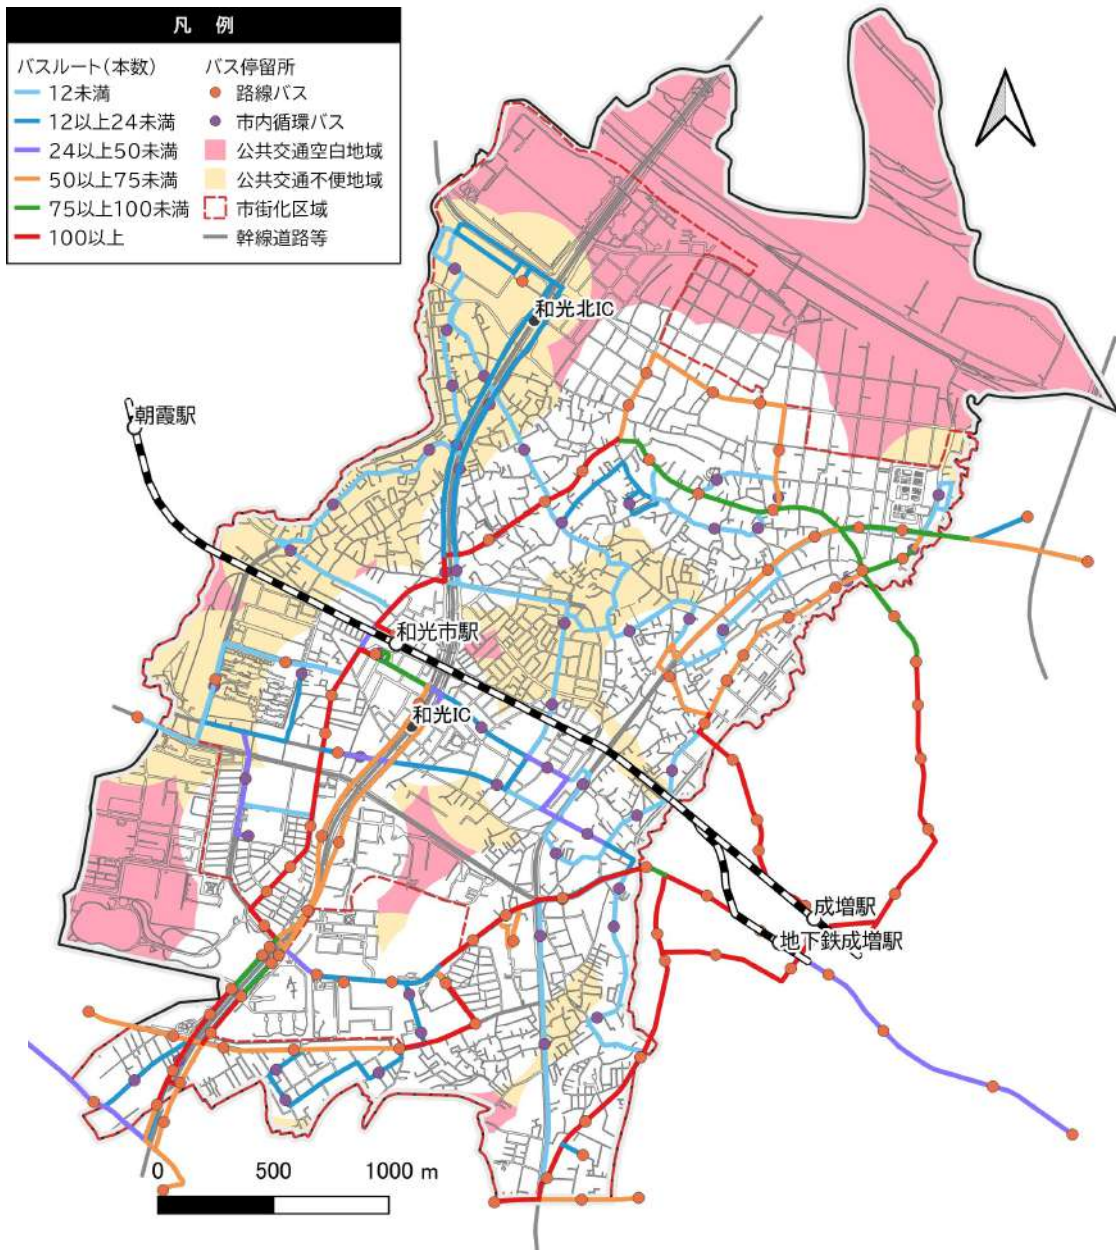 凡 例
バスルート(本数)
12未満
12以上24未満
24以上50未満
50以上75未満
75以上100未満
100以上
バス停留所
路線バス
市内循環バス
公共交通空白地域
公共交通不便地域
市街化区域
幹線道路等
和光北IC
朝霞駅
和光市駅
和光IC
成増駅
地下鉄成増駅
0 500 1000 m